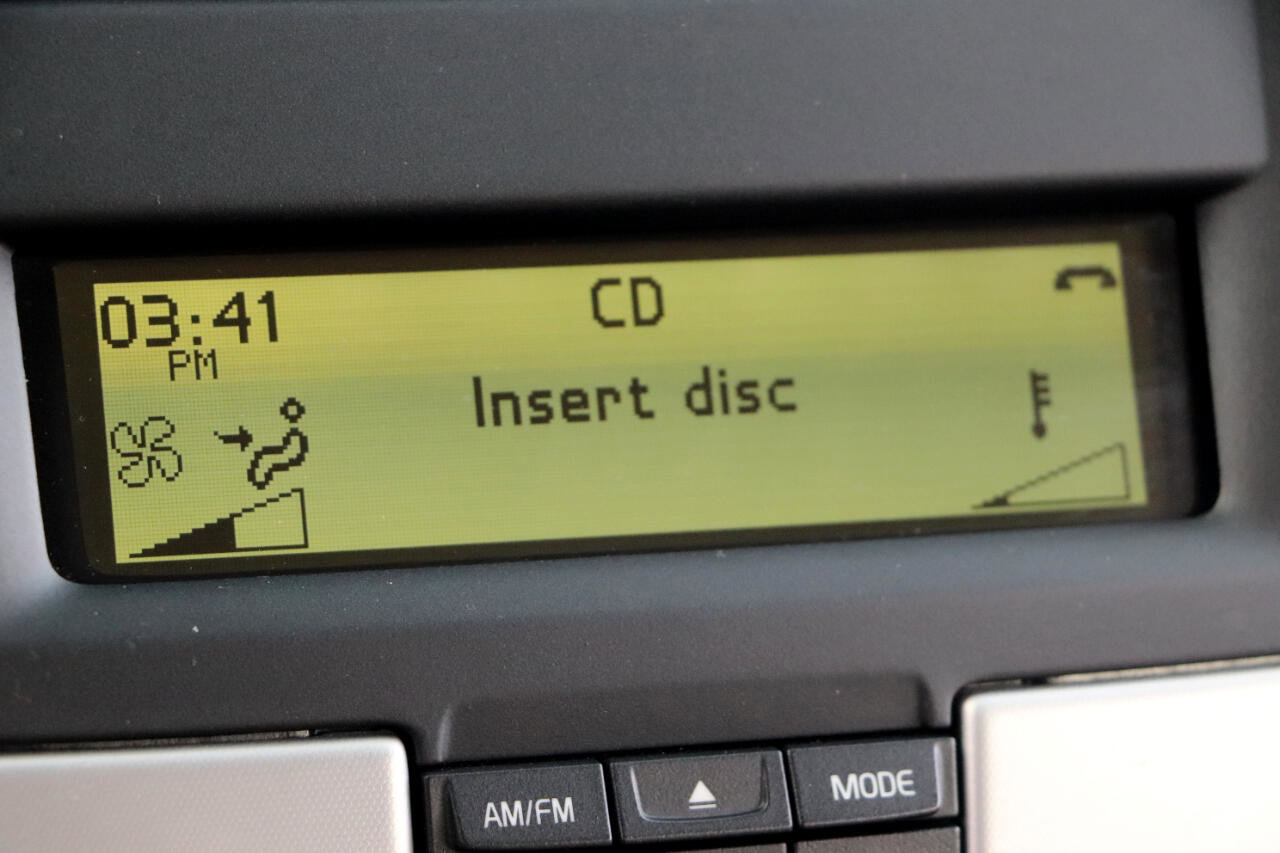 03:41
PM
CD
Insert disc
AM/FM
MODE